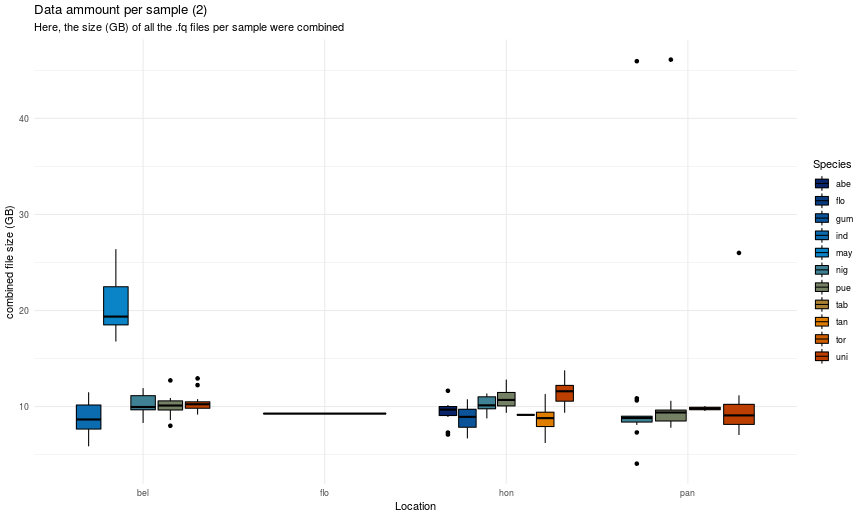 Data ammount per sample (2)
Here, the size (GB) of all the .fq files per sample were combined
combined file size (GB)
40
30
20
10
bel
flo
hon
pan
Location
Species
abe
flo
gum
ind
may
nig
pue
tab
tan
tor
uni